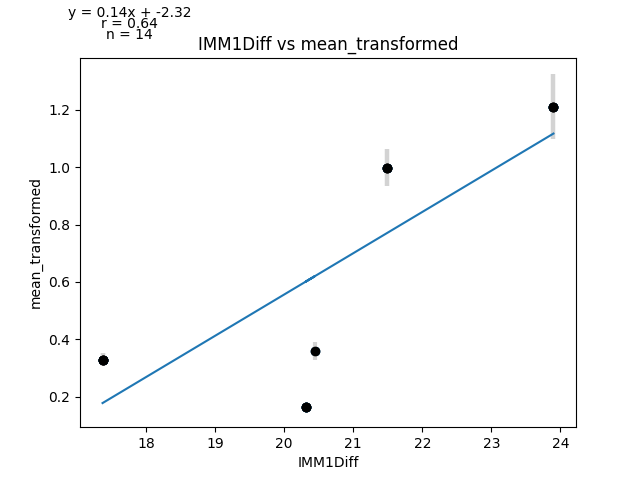 y = 0.14x + -2.32
r = 0.64
n = 14
IMM1Diff vs mean_transformed
1.2
1.0
0.8
0.6
0.4
0.2
mean_transformed
18 19 20 21 22 23 24
IMM1Diff